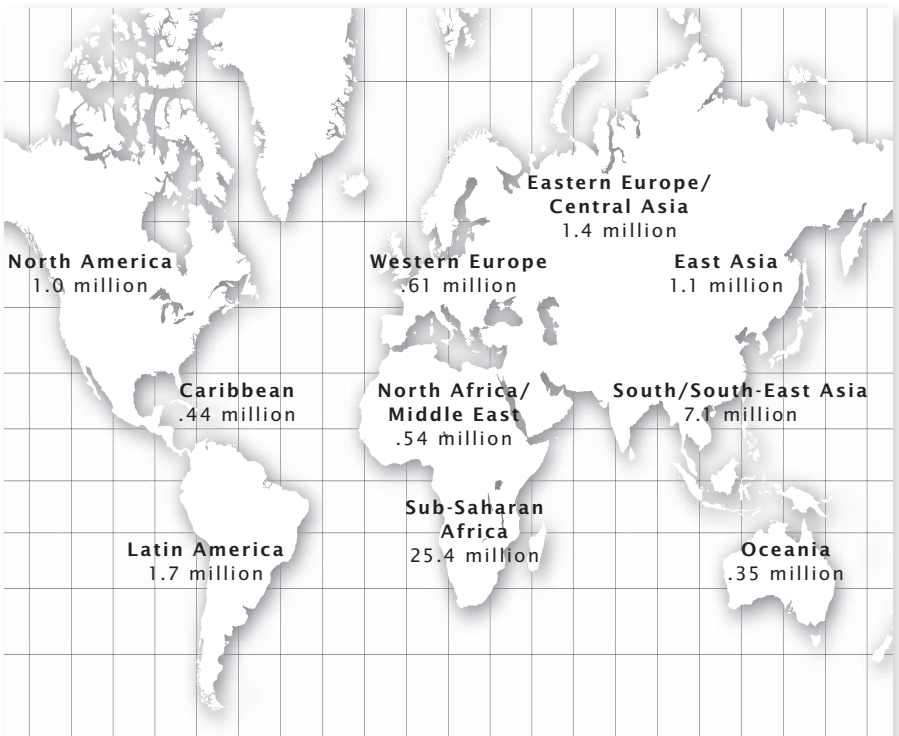 Eastern Europe/
Central Asia
1.4 million
North America
1.0 million
Western Europe
.61 million
East Asia
1.1 million
Caribbean
.44 million
North Africa/
Middle East
.54 million
South/South-East Asia
7.1 million
Sub-Saharan
Africa
25.4 million
Latin America
1.7 million
Oceania
.35 million